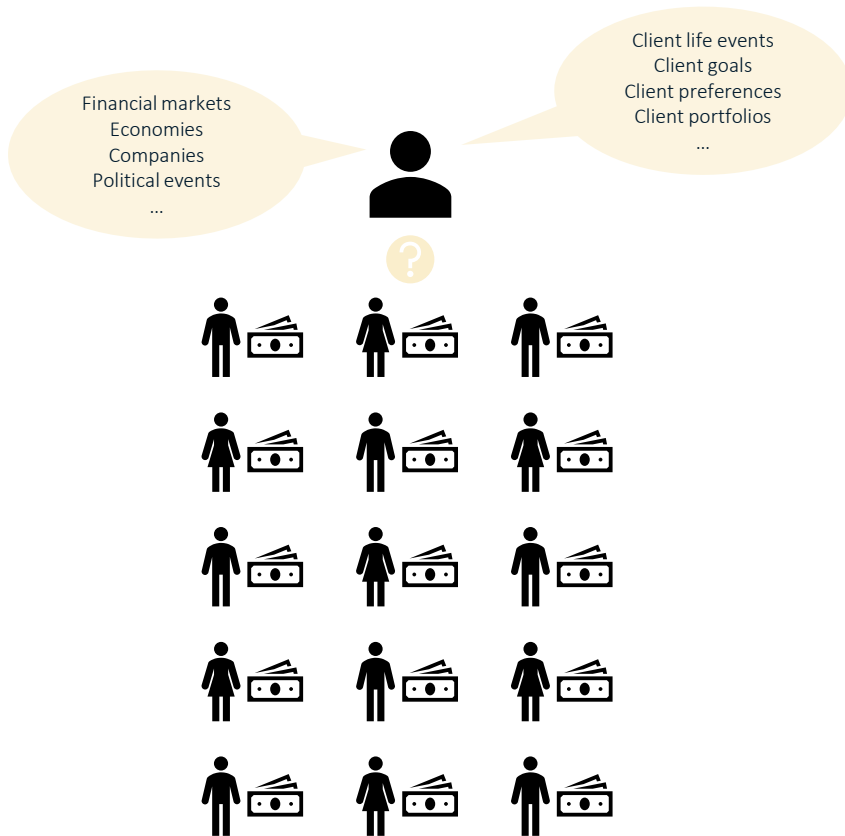 Financial markets
Economies
Companies
Political events
...
Client life events
Client goals
Client preferences
Client portfolios
...
?